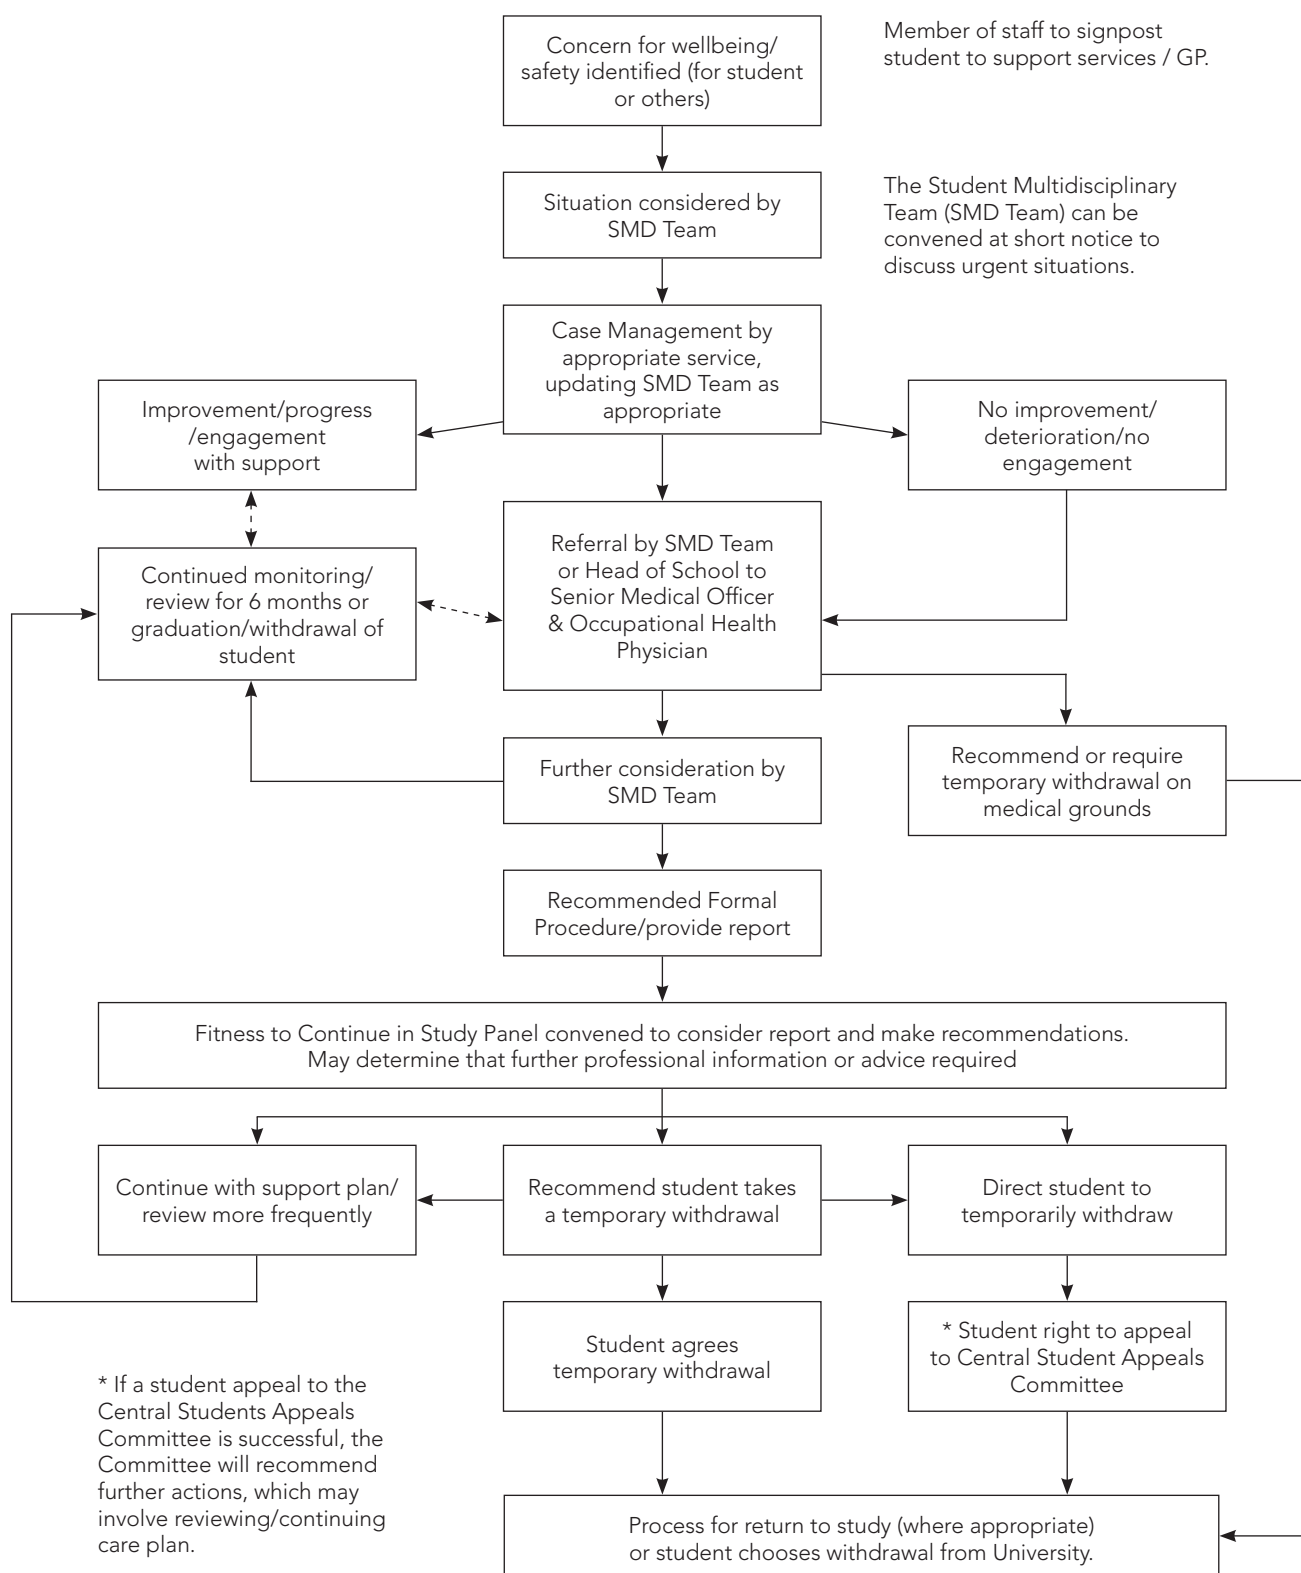 Concern for wellbeing/
safety identified (for student
or others)
Member of staff to signpost
student to support services / GP.
Situation considered by
SMD Team
The Student Multidisciplinary
Team (SMD Team) can be
convened at short notice to
discuss urgent situations.
Case Management by
appropriate service,
updating SMD Team as
appropriate
Improvement/progress
/engagement
with support
No improvement/
deterioration/no
engagement
Continued monitoring/
review for 6 months or
graduation/withdrawal of
student
Referral by SMD Team
or Head of School to
Senior Medical Officer
& Occupational Health
Physician
Further consideration by
SMD Team
Recommend or require
temporary withdrawal on
medical grounds
Recommended Formal
Procedure/provide report
Fitness to Continue in Study Panel convened to consider report and make recommendations.
May determine that further professional information or advice required
Continue with support plan/
review more frequently
Recommend student takes
a temporary withdrawal
Direct student to
temporarily withdraw
Student agrees
temporary withdrawal
* Student right to appeal
to Central Student Appeals
Committee
* If a student appeal to the
Central Students Appeals
Committee is successful, the
Committee will recommend
further actions, which may
involve reviewing/continuing
care plan.
Process for return to study (where appropriate)
or student chooses withdrawal from University.